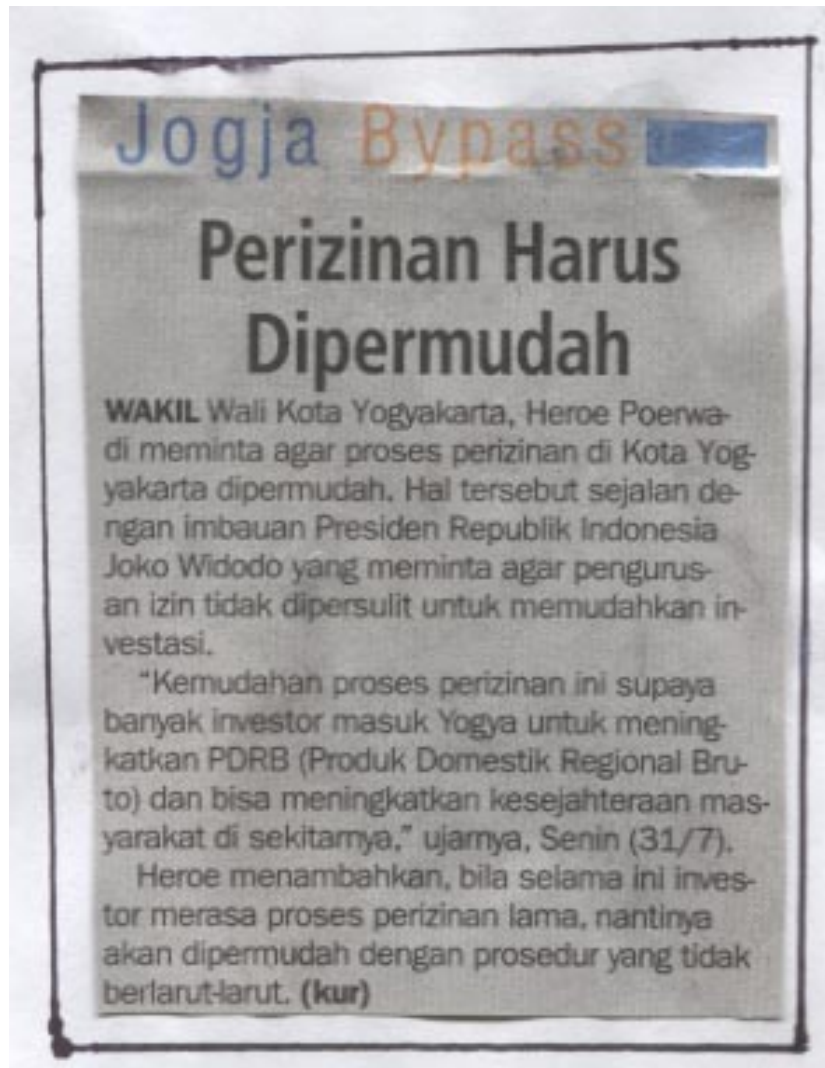 Jogja Bypass
Perizinan Harus
Dipermudah
WAKIL Wali Kota Yogyakarta, Heroe Poerwa-
di meminta agar proses perizinan di Kota Yog-
yakarta dipermudah. Hal tersebut sejalan de-
ngan imbauan Presiden Republik Indonesia
Joko Widodo yang meminta agar pengurus-
an izin tidak dipersulit untuk memudahkan in-
vestasi.
"Kemudahan proses perizinan ini supaya
banyak investor masuk Yogya untuk mening-
katkan PDRB (Produk Domestik Regional Bru-
to) dan bisa meningkatkan kesejahteraan mas-
yarakat di sekitarnya," ujarnya, Senin (31/7).
Heroe menambahkan, bila selama ini inves-
tor merasa proses perizinan lama, nantinya
akan dipermudah dengan prosedur yang tidak
berlarut-larut. (kur)